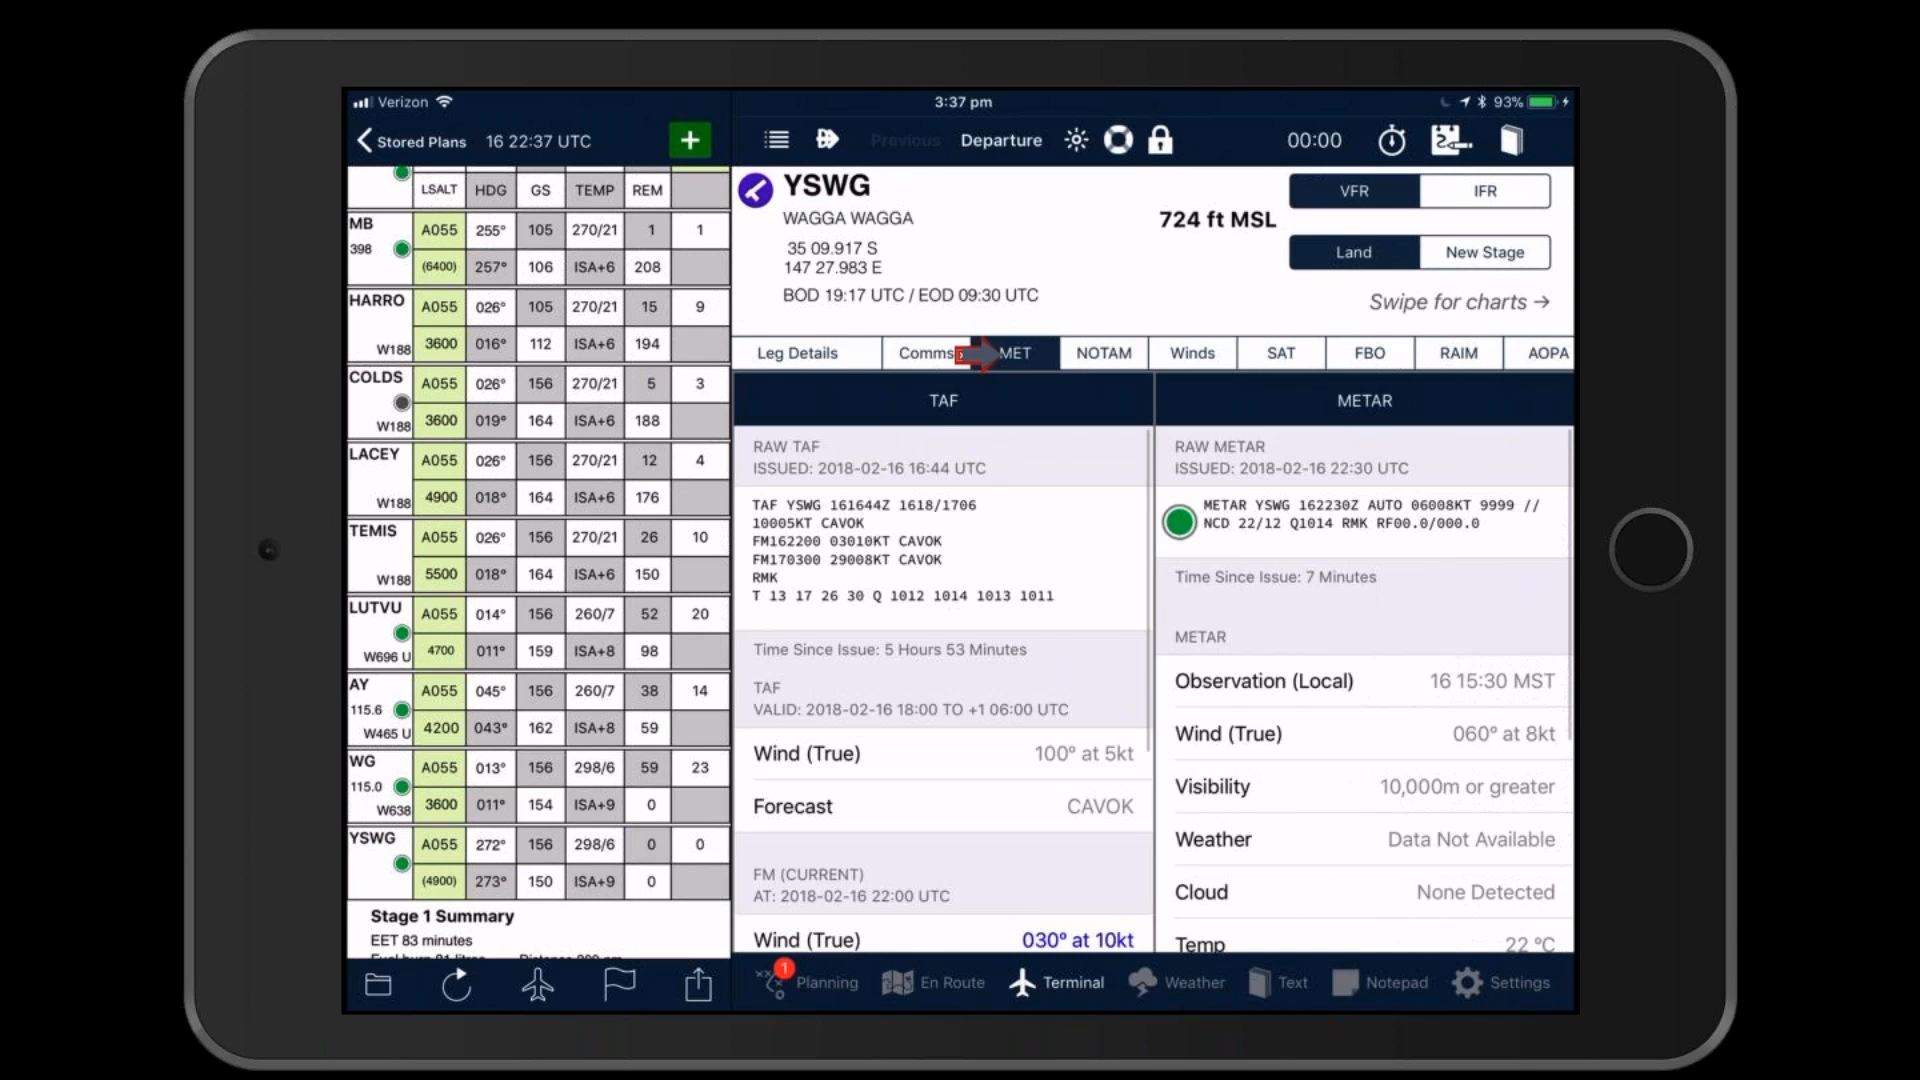 Verizon
3:37 pm
93%
Stored Plans 16 22:37 UTC +
Previous Departure 00:00
LSALT HDG GS TEMP REM
MB A055 255° 105 270/21 1 1
398 (6400) 257° 106 ISA+6 208
HARRO A055 026° 105 270/21 15 9
W188 3600 016° 112 ISA+6 194
COLDS A055 026° 156 270/21 5 3
W188 3600 019° 164 ISA+6 188
LACEY A055 026° 156 270/21 12 4
W188 4900 018° 164 ISA+6 176
TEMIS A055 026° 156 270/21 26 10
W188 5500 018° 164 ISA+6 150
LUTVU A055 014° 156 260/7 52 20
W696 U 4700 011° 159 ISA+8 98
AY A055 045° 156 260/7 38 14
115.6
W465 U 4200 043° 162 ISA+8 59
WG A055 013° 156 298/6 59 23
115.0
W638 3600 011° 154 ISA+9 0
YSWG A055 272° 156 298/6 0 0
(4900) 273° 150 ISA+9 0
Stage 1 Summary
EET 83 minutes
YSWG
WAGGA WAGGA
35 09.917 S
147 27.983 E
BOD 19:17 UTC / EOD 09:30 UTC
724 ft MSL
VFR IFR
Land New Stage
Swipe for charts →
Leg Details Comms MET NOTAM Winds SAT FBO RAIM AOPA
TAF
RAW TAF
ISSUED: 2018-02-16 16:44 UTC
TAF YSWG 161644Z 1618/1706
10005KT CAVOK
FM162200 03010KT CAVOK
FM170300 29008KT CAVOK
RMK
T 13 17 26 30 Q 1012 1014 1013 1011
Time Since Issue: 5 Hours 53 Minutes
TAF
VALID: 2018-02-16 18:00 TO +1 06:00 UTC
Wind (True) 100° at 5kt
Forecast CAVOK
FM (CURRENT)
AT: 2018-02-16 22:00 UTC
Wind (True) 030° at 10kt
METAR
RAW METAR
ISSUED: 2018-02-16 22:30 UTC
METAR YSWG 162230Z AUTO 06008KT 9999 //
NCD 22/12 Q1014 RMK RF00.0/000.0
Time Since Issue: 7 Minutes
METAR
Observation (Local) 16 15:30 MST
Wind (True) 060° at 8kt
Visibility 10,000m or greater
Weather Data Not Available
Cloud None Detected
Temp 22 °C
1
Planning En Route Terminal Weather Text Notepad Settings